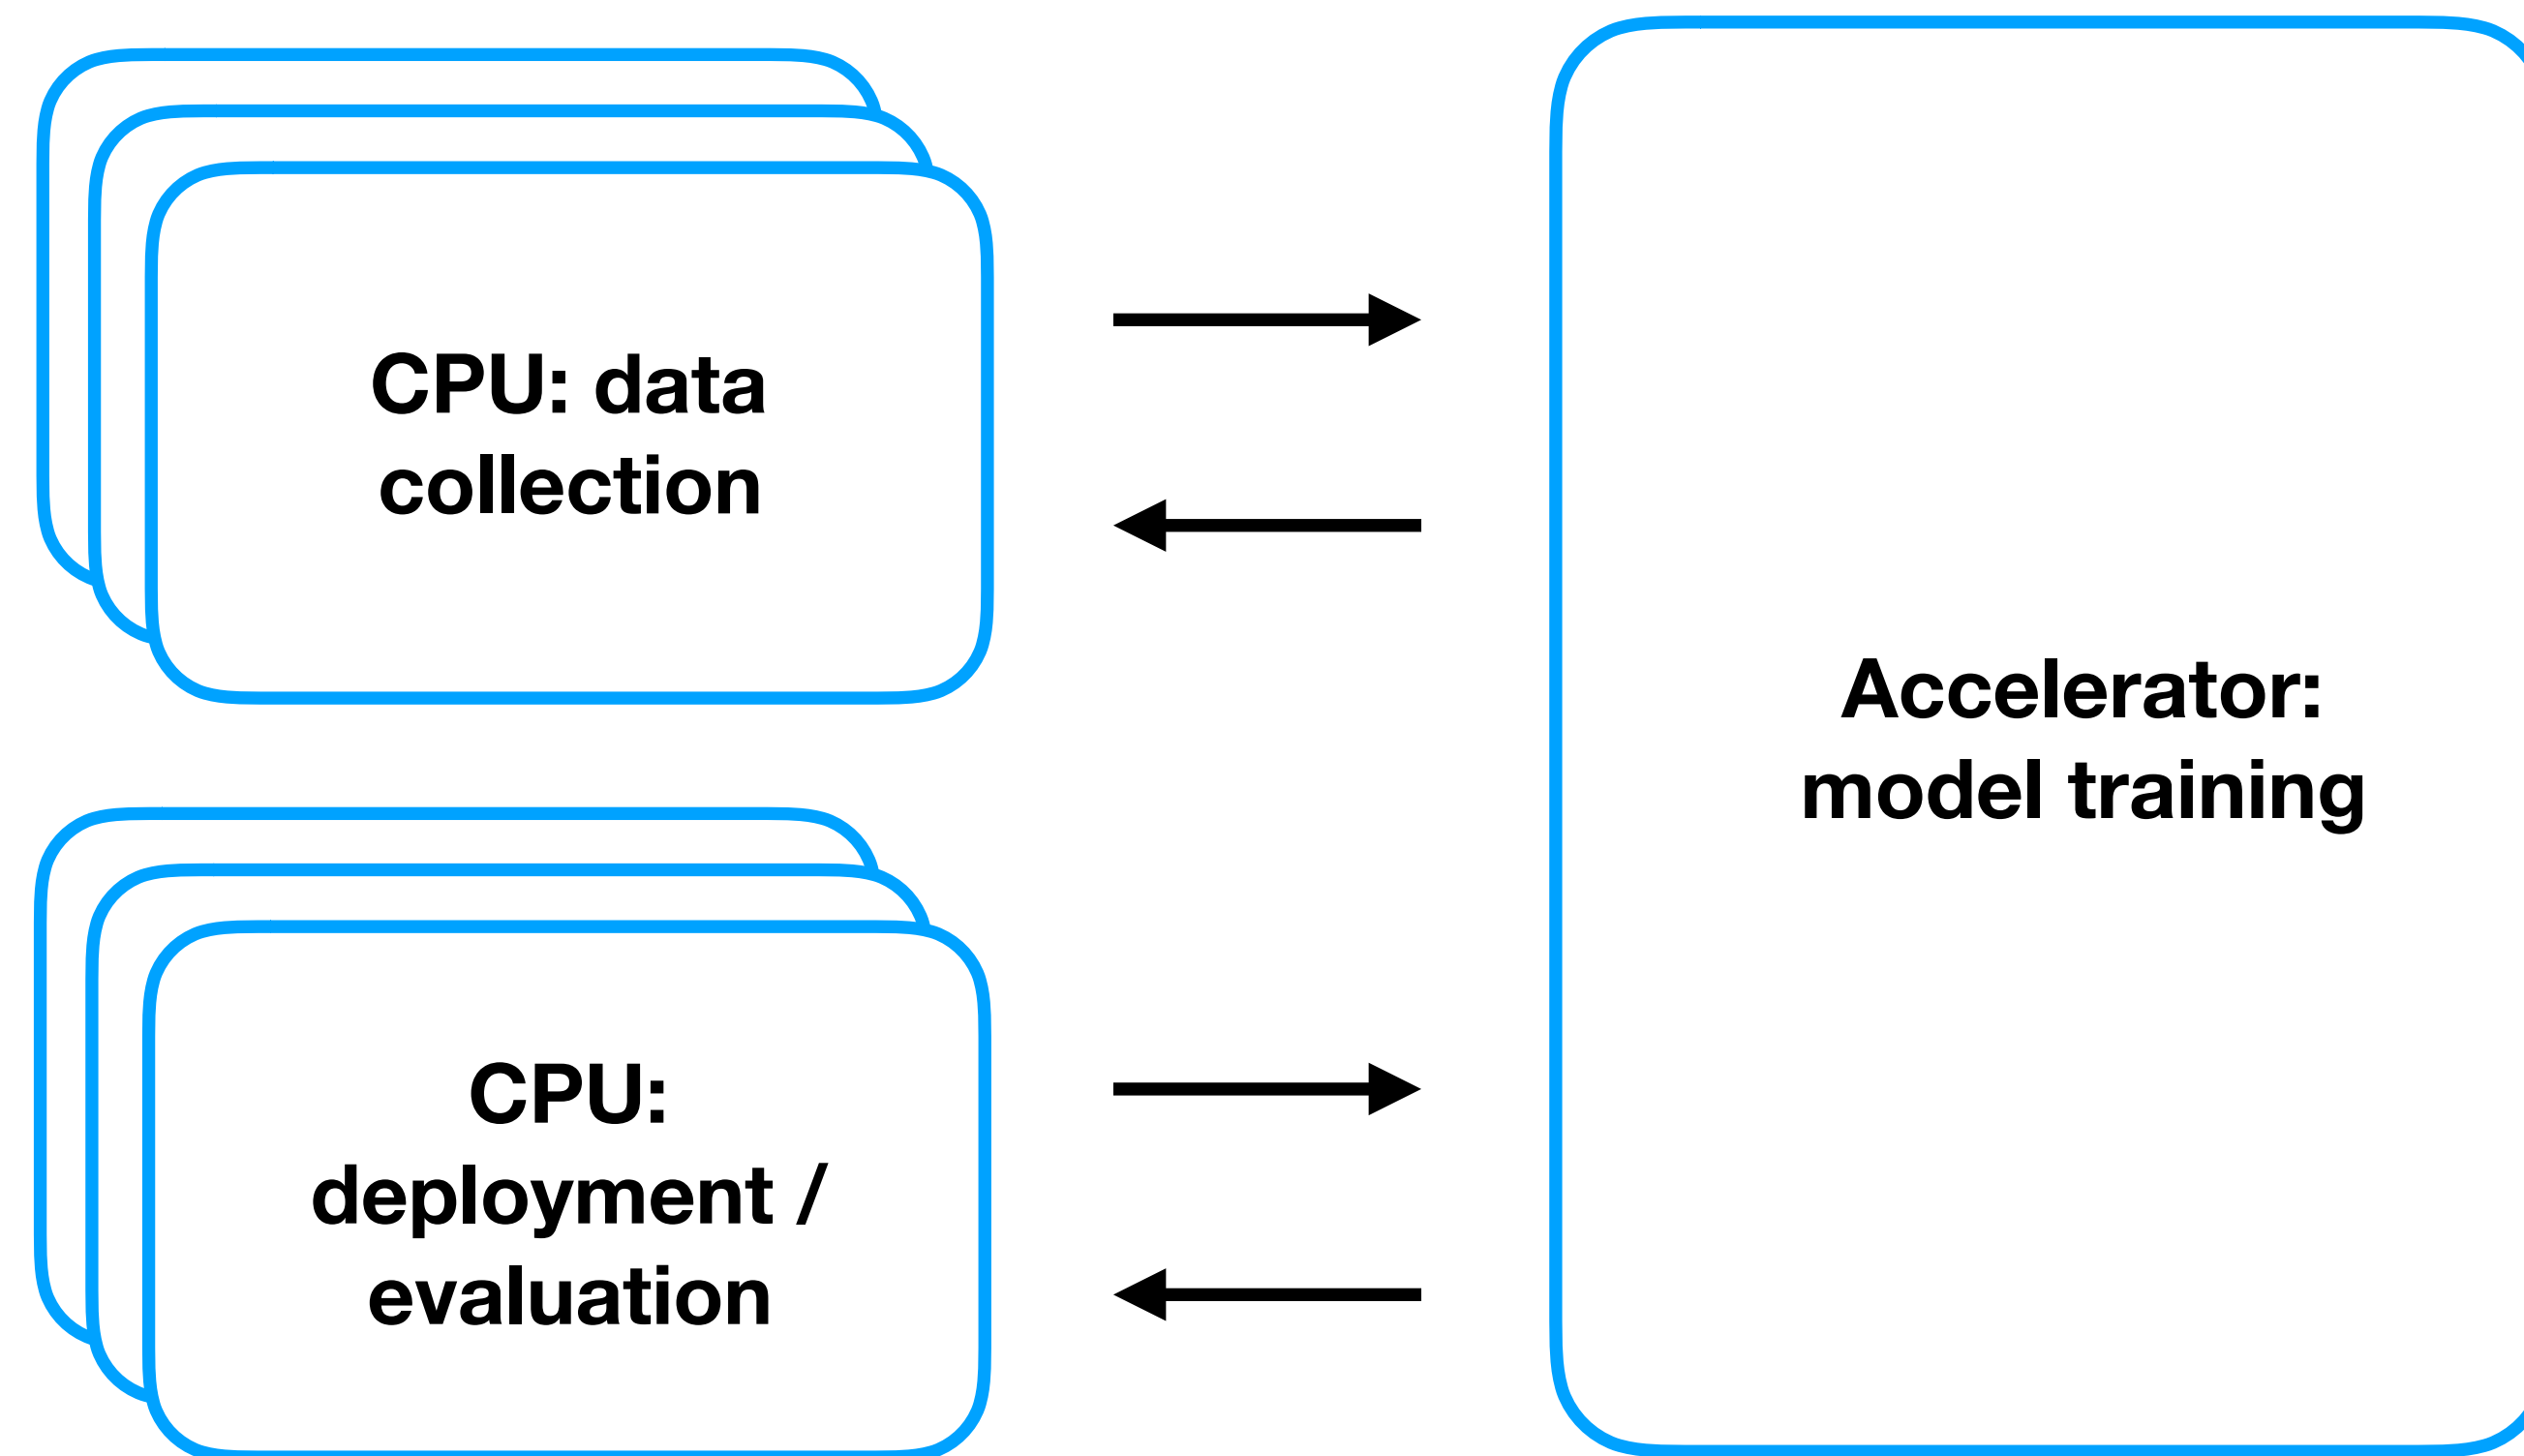 CPU: data
collection
Accelerator:
model training
CPU:
deployment /
evaluation